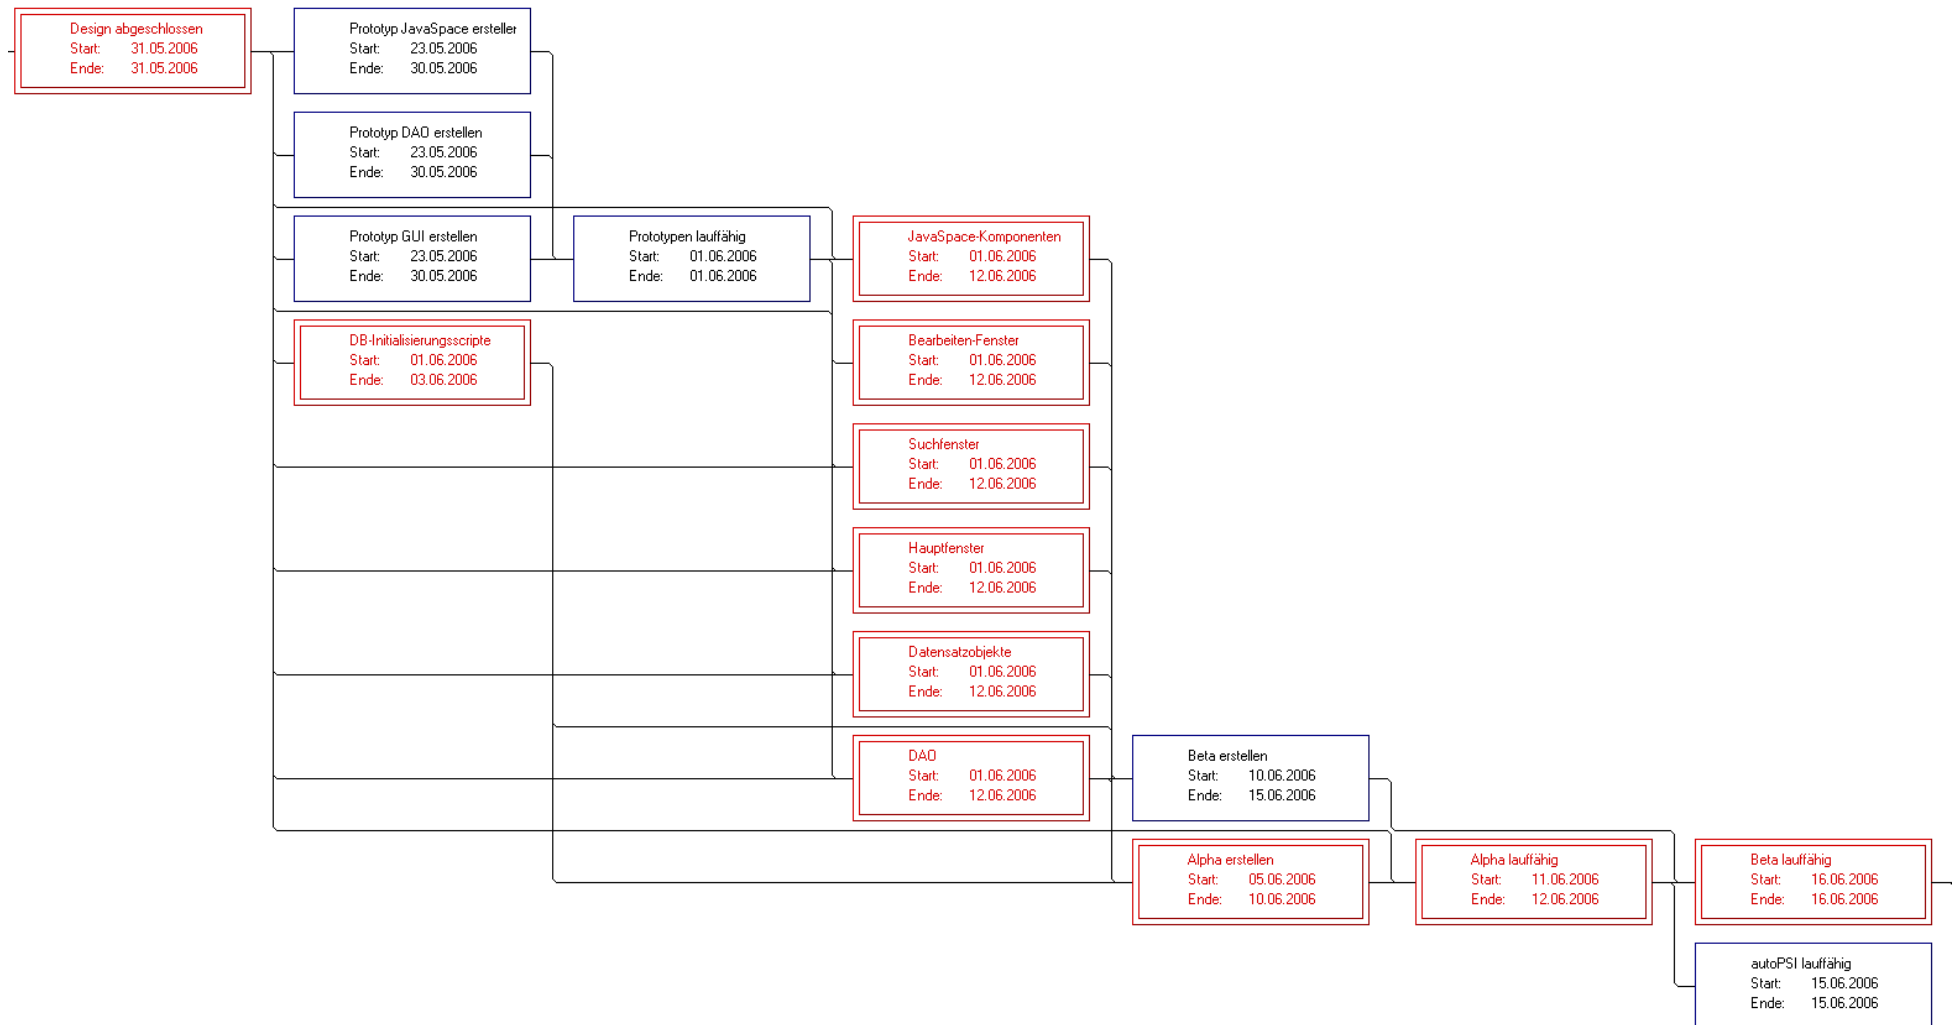 Design abgeschlossen
Start: 31.05.2006
Ende: 31.05.2006
Prototyp JavaSpace ersteller
Start: 23.05.2006
Ende: 30.05.2006
Prototyp DAO erstellen
Start: 23.05.2006
Ende: 30.05.2006
Prototyp GUI erstellen
Start: 23.05.2006
Ende: 30.05.2006
Prototypen lauffähig
Start: 01.06.2006
Ende: 01.06.2006
JavaSpace-Komponenten
Start: 01.06.2006
Ende: 12.06.2006
DB-Initialisierungsscripte
Start: 01.06.2006
Ende: 03.06.2006
Bearbeiten-Fenster
Start: 01.06.2006
Ende: 12.06.2006
Suchfenster
Start: 01.06.2006
Ende: 12.06.2006
Hauptfenster
Start: 01.06.2006
Ende: 12.06.2006
Datensatzobjekte
Start: 01.06.2006
Ende: 12.06.2006
DAO
Start: 01.06.2006
Ende: 12.06.2006
Beta erstellen
Start: 10.06.2006
Ende: 15.06.2006
Alpha erstellen
Start: 05.06.2006
Ende: 10.06.2006
Alpha lauffähig
Start: 11.06.2006
Ende: 12.06.2006
Beta lauffähig
Start: 16.06.2006
Ende: 16.06.2006
autoPSI lauffähig
Start: 15.06.2006
Ende: 15.06.2006